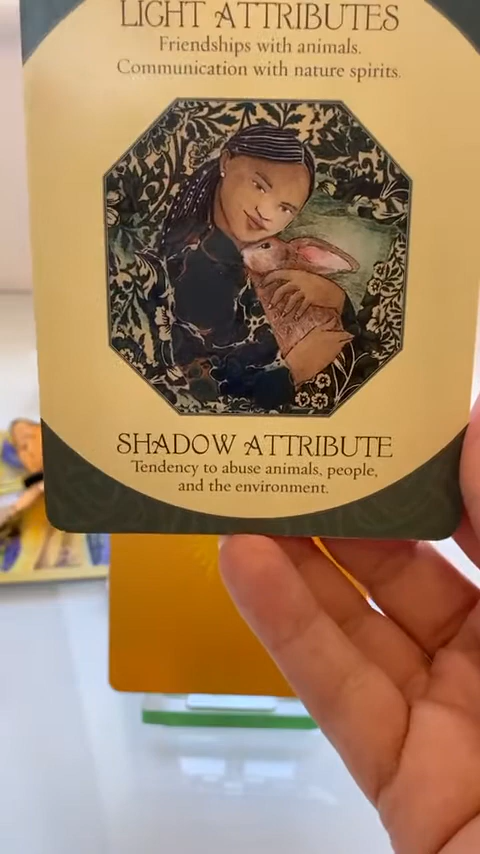 LIGHT ATTRIBUTES
Friendships with animals.
Communication with nature spirits.
SHADOW ATTRIBUTE
Tendency to abuse animals, people,
and the environment.